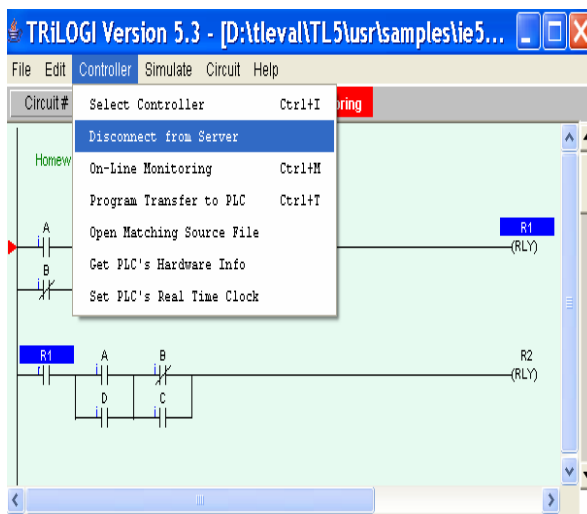 TRiLOGI Version 5.3 - [D:\tleval\TL5\usr\samples\ie5...
File Edit Controller Simulate Circuit Help
Circuit#
Select Controller Ctrl+I
Disconnect from Server
On-Line Monitoring Ctrl+M
Program Transfer to PLC Ctrl+T
Open Matching Source File
Get PLC's Hardware Info
Set PLC's Real Time Clock
A
i
R1
(RLY)
B
i
R1
r
A
i
B
i
R2
(RLY)
D
i
C
i